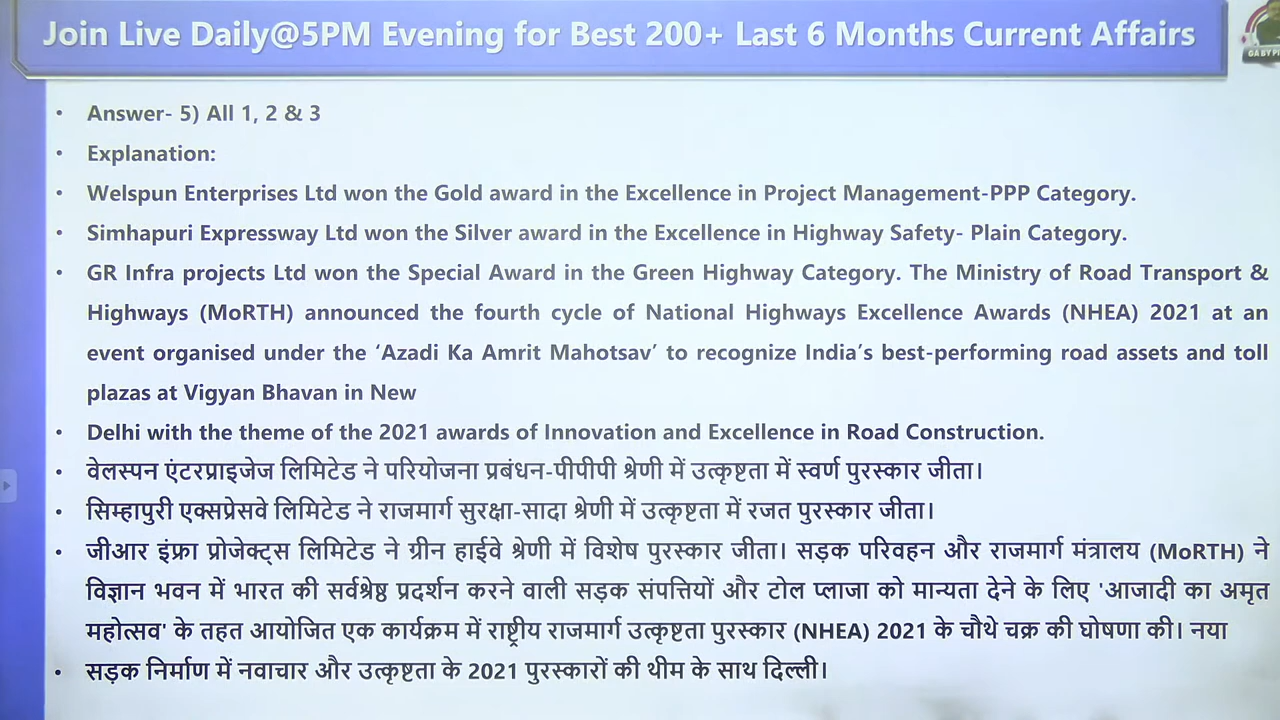 Join Live Daily@5PM Evening for Best 200+ Last 6 Months Current Affairs
• Answer- 5) All 1, 2 & 3
• Explanation:
• Welspun Enterprises Ltd won the Gold award in the Excellence in Project Management-PPP Category.
• Simhapuri Expressway Ltd won the Silver award in the Excellence in Highway Safety- Plain Category.
• GR Infra projects Ltd won the Special Award in the Green Highway Category. The Ministry of Road Transport &
Highways (MoRTH) announced the fourth cycle of National Highways Excellence Awards (NHEA) 2021 at an
event organised under the ‘Azadi Ka Amrit Mahotsav’ to recognize India’s best-performing road assets and toll
plazas at Vigyan Bhavan in New
• Delhi with the theme of the 2021 awards of Innovation and Excellence in Road Construction.
• वेलस्पन एंटरप्राइजेज लिमिटेड ने परियोजना प्रबंधन-पीपीपी श्रेणी में उत्कृष्टता में स्वर्ण पुरस्कार जीता।
• सिम्हापुरी एक्सप्रेसवे लिमिटेड ने राजमार्ग सुरक्षा-सादा श्रेणी में उत्कृष्टता में रजत पुरस्कार जीता।
• जीआर इंफ्रा प्रोजेक्ट्स लिमिटेड ने ग्रीन हाईवे श्रेणी में विशेष पुरस्कार जीता। सड़क परिवहन और राजमार्ग मंत्रालय (MoRTH) ने
विज्ञान भवन में भारत की सर्वश्रेष्ठ प्रदर्शन करने वाली सड़क संपत्तियों और टोल प्लाजा को मान्यता देने के लिए 'आजादी का अमृत
महोत्सव' के तहत आयोजित एक कार्यक्रम में राष्ट्रीय राजमार्ग उत्कृष्टता पुरस्कार (NHEA) 2021 के चौथे चक्र की घोषणा की। नया
• सड़क निर्माण में नवाचार और उत्कृष्टता के 2021 पुरस्कारों की थीम के साथ दिल्ली।